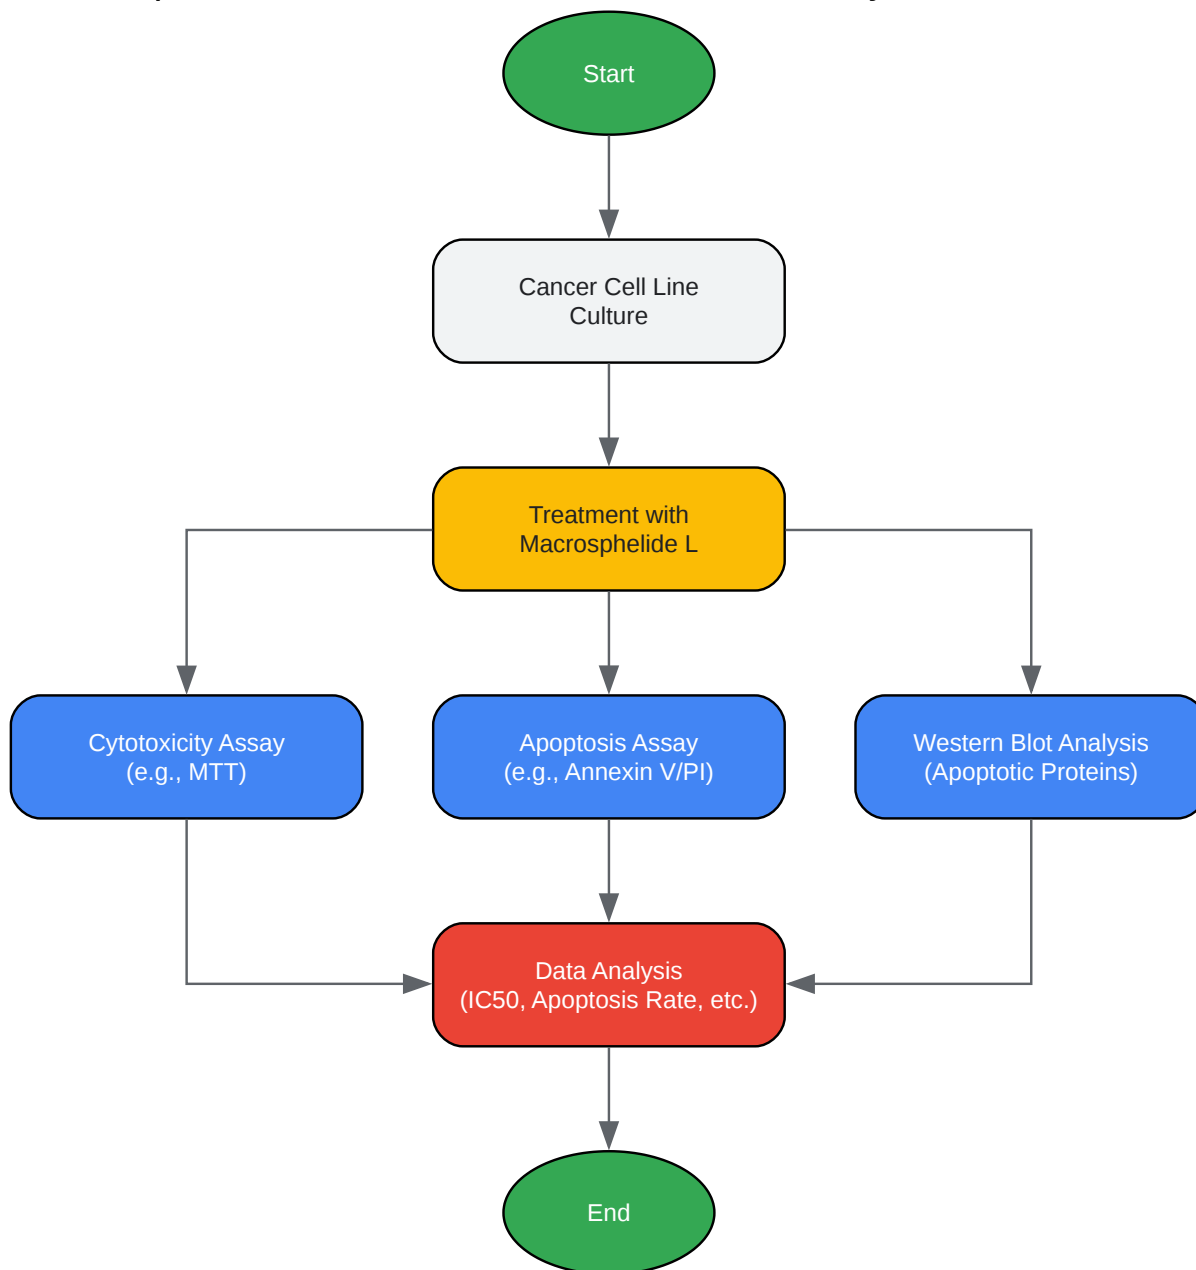 Start
Cancer Cell Line
Culture
Treatment with
Macrosphelide L
Cytotoxicity Assay
(e.g., MTT)
Apoptosis Assay
(e.g., Annexin V/PI)
Western Blot Analysis
(Apoptotic Proteins)
Data Analysis
(IC50, Apoptosis Rate, etc.)
End